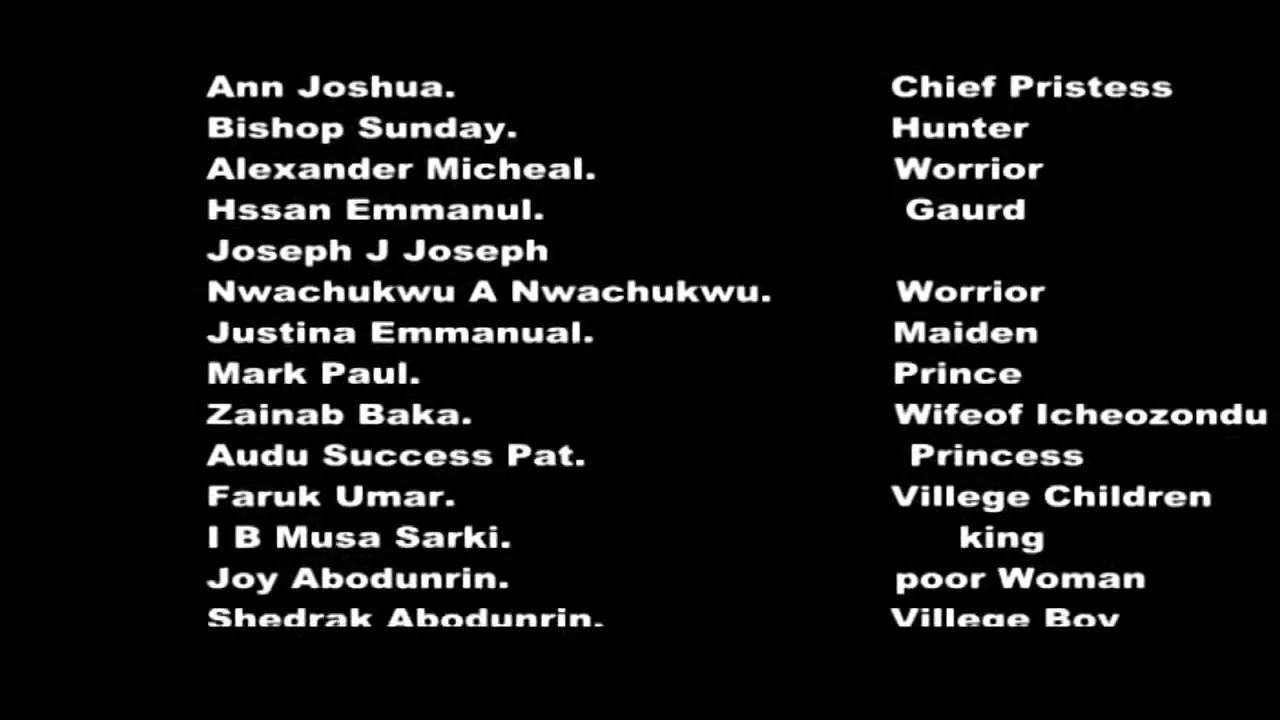 Ann Joshua. Chief Pristess
Bishop Sunday. Hunter
Alexander Micheal. Worrior
Hssan Emmanul. Gaurd
Joseph J Joseph
Nwachukwu A Nwachukwu. Worrior
Justina Emmanual. Maiden
Mark Paul. Prince
Zainab Baka. Wifeof Icheozondu
Audu Success Pat. Princess
Faruk Umar. Villege Children
I B Musa Sarki. king
Joy Abodunrin. poor Woman
Shedrak Abodunrin. Villege Boy